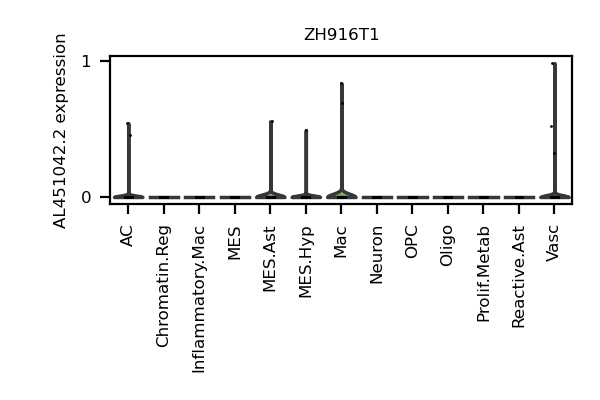 ZH916T1
AL451042.2 expression
1
0
AC
Chromatin.Reg
Inflammatory.Mac
MES
MES.Ast
MES.Hyp
Mac
Neuron
OPC
Oligo
Prolif.Metab
Reactive.Ast
Vasc